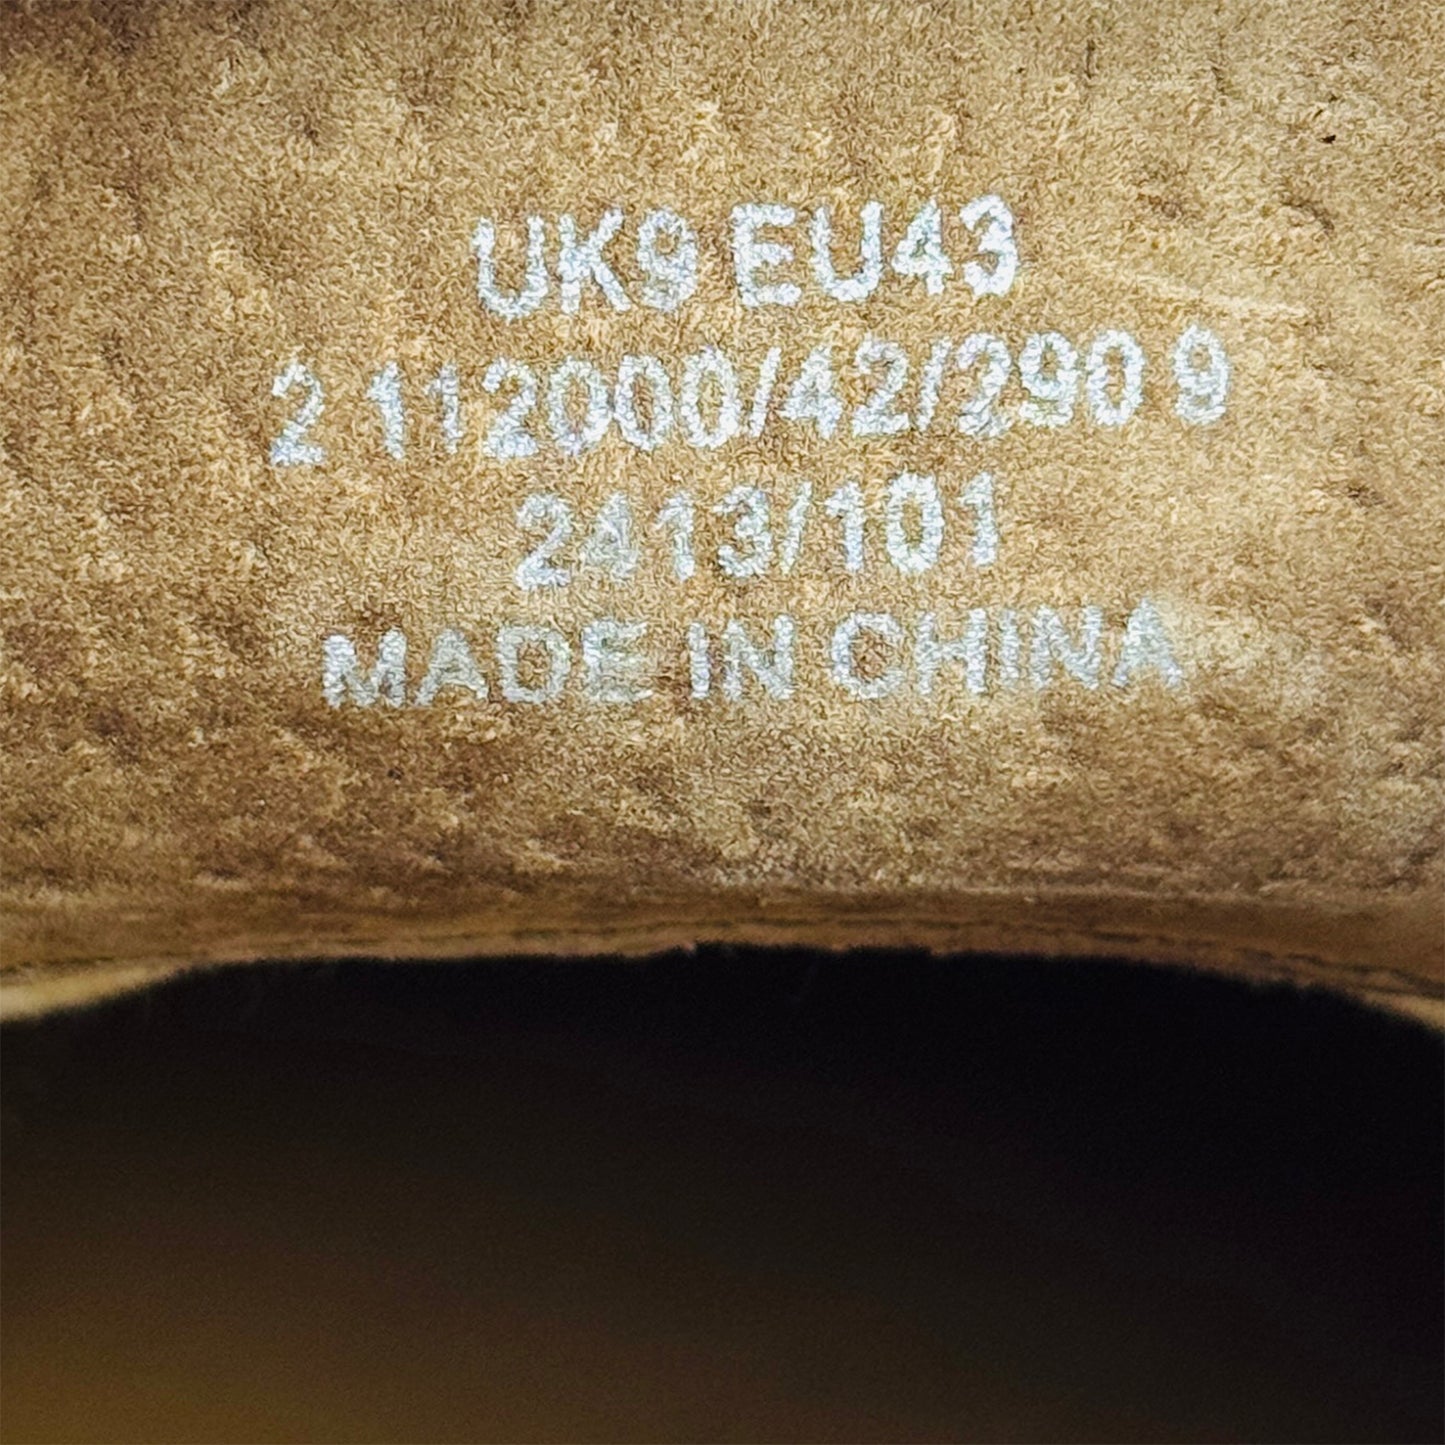 UK9 EU43
2 112000/42/290 9
2413/101
MADE IN CHINA